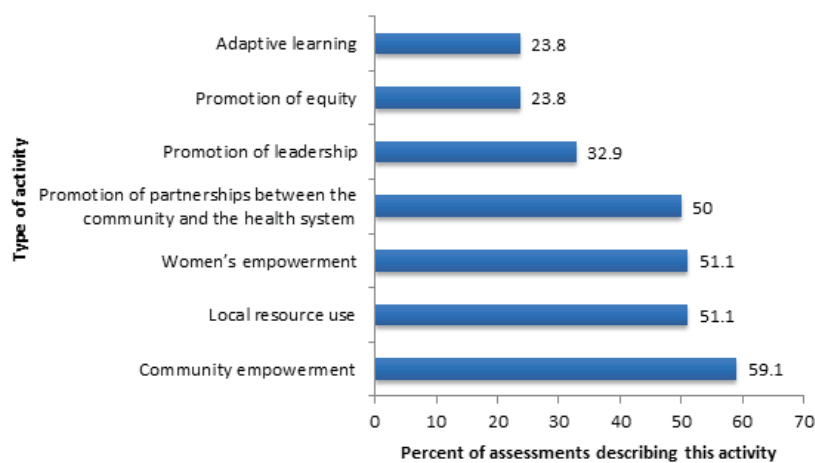 Type of activity
Adaptive learning
23.8
Promotion of equity
23.8
Promotion of leadership
32.9
Promotion of partnerships between the
community and the health system
50
Women’s empowerment
51.1
Local resource use
51.1
Community empowerment
59.1
0 10 20 30 40 50 60 70
Percent of assessments describing this activity